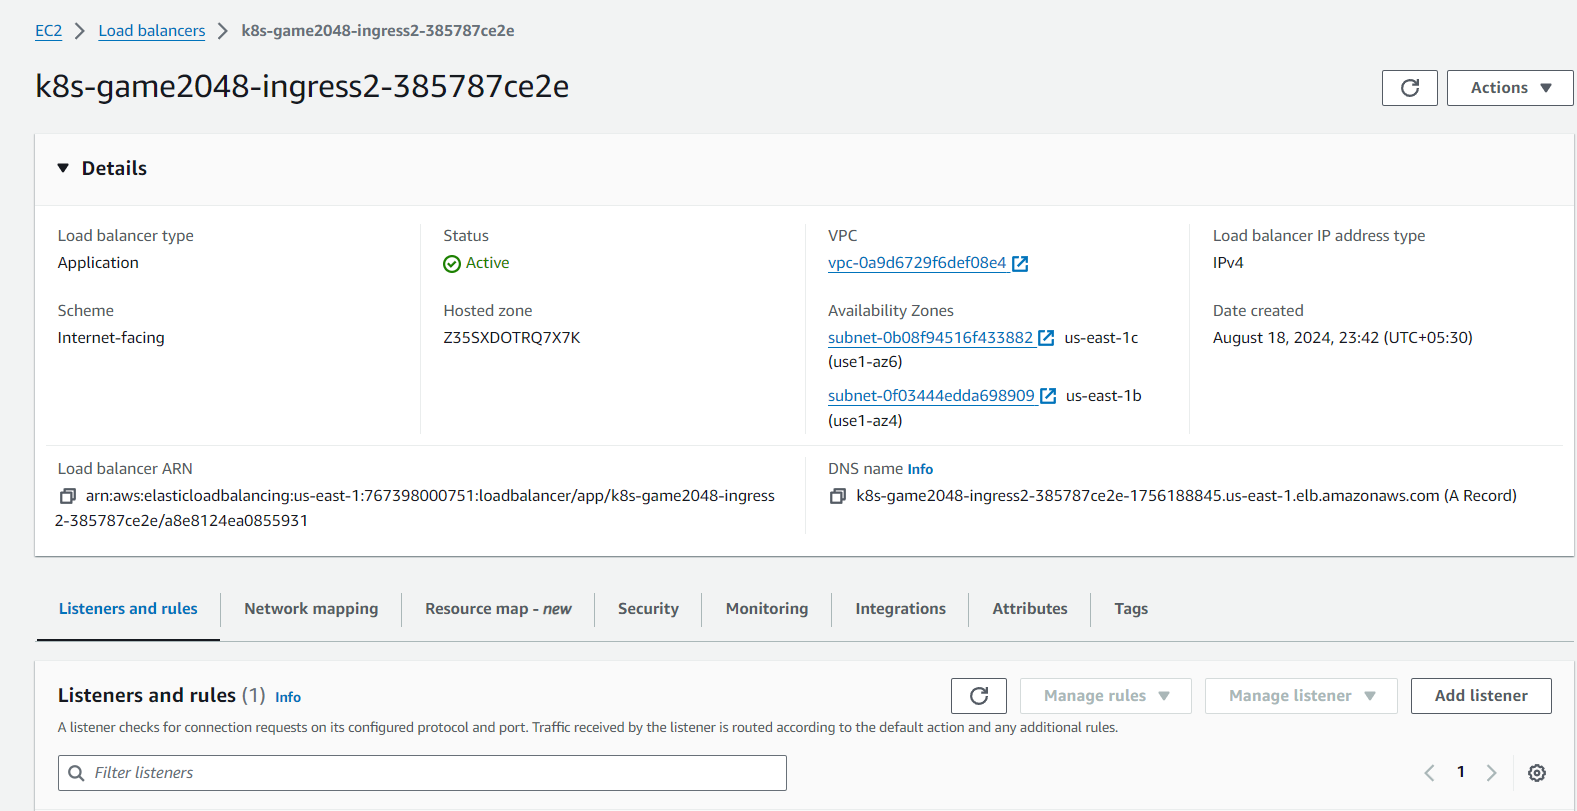 EC2 > Load balancers > k8s-game2048-ingress2-385787ce2e
k8s-game2048-ingress2-385787ce2e
Actions
Details
Load balancer type
Application
Status
Active
VPC
vpc-0a9d6729f6def08e4
Load balancer IP address type
IPv4
Scheme
Internet-facing
Hosted zone
Z35SXDOTRQ7X7K
Availability Zones
subnet-0b08f94516f433882 us-east-1c
(use1-az6)
subnet-0f03444edda698909 us-east-1b
(use1-az4)
Date created
August 18, 2024, 23:42 (UTC+05:30)
Load balancer ARN
arn:aws:elasticloadbalancing:us-east-1:767398000751:loadbalancer/app/k8s-game2048-ingress
2-385787ce2e/a8e8124ea0855931
DNS name Info
k8s-game2048-ingress2-385787ce2e-1756188845.us-east-1.elb.amazonaws.com (A Record)
Listeners and rules Network mapping Resource map - new Security Monitoring Integrations Attributes Tags
Listeners and rules (1) Info
Manage rules Manage listener Add listener
A listener checks for connection requests on its configured protocol and port. Traffic received by the listener is routed according to the default action and any additional rules.
Filter listeners
1